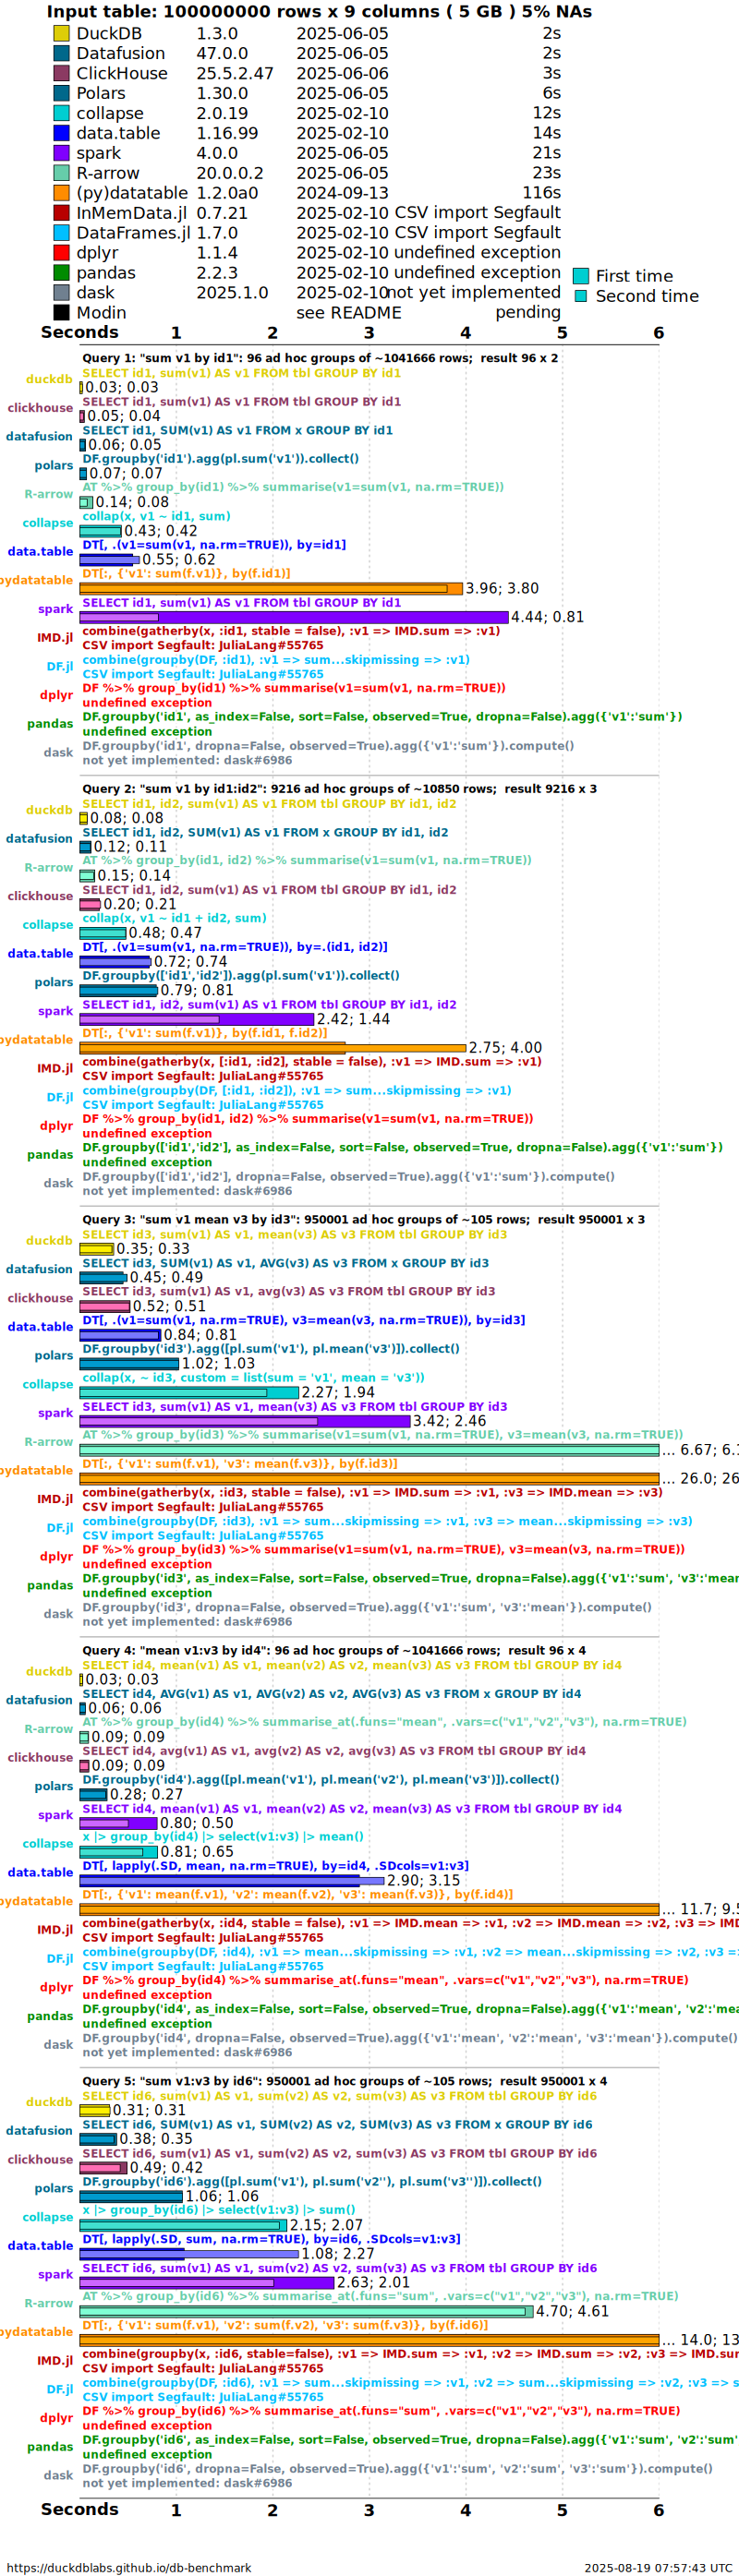 Input table: 100000000 rows x 9 columns ( 5 GB ) 5% NAs
DuckDB 1.3.0 2025-06-05 2s
Datafusion 47.0.0 2025-06-05 2s
ClickHouse 25.5.2.47 2025-06-06 3s
Polars 1.30.0 2025-06-05 6s
collapse 2.0.19 2025-02-10 12s
data.table 1.16.99 2025-02-10 14s
spark 4.0.0 2025-06-05 21s
R-arrow 20.0.0.2 2025-06-05 23s
(py)datatable 1.2.0a0 2024-09-13 116s
InMemData.jl 0.7.21 2025-02-10 CSV import Segfault
DataFrames.jl 1.7.0 2025-02-10 CSV import Segfault
dplyr 1.1.4 2025-02-10 undefined exception
pandas 2.2.3 2025-02-10 undefined exception
dask 2025.1.0 2025-02-10 not yet implemented
Modin see README pending
First time
Second time
Seconds 1 2 3 4 5 6
Query 1: "sum v1 by id1": 96 ad hoc groups of ~1041666 rows; result 96 x 2
duckdb SELECT id1, sum(v1) AS v1 FROM tbl GROUP BY id1
0.03; 0.03
clickhouse SELECT id1, sum(v1) AS v1 FROM tbl GROUP BY id1
0.05; 0.04
datafusion SELECT id1, SUM(v1) AS v1 FROM x GROUP BY id1
0.06; 0.05
polars DF.groupby('id1').agg(pl.sum('v1')).collect()
0.07; 0.07
R-arrow AT %>% group_by(id1) %>% summarise(v1=sum(v1, na.rm=TRUE))
0.14; 0.08
collapse collap(x, v1 ~ id1, sum)
0.43; 0.42
data.table DT[, .(v1=sum(v1, na.rm=TRUE)), by=id1]
0.55; 0.62
pydatatable DT[:, {'v1': sum(f.v1)}, by(f.id1)]
3.96; 3.80
spark SELECT id1, sum(v1) AS v1 FROM tbl GROUP BY id1
4.44; 0.81
IMD.jl combine(gatherby(x, :id1, stable = false), :v1 => IMD.sum => :v1)
CSV import Segfault: JuliaLang#55765
DF.jl combine(groupby(DF, :id1), :v1 => sum...skipmissing => :v1)
CSV import Segfault: JuliaLang#55765
dplyr DF %>% group_by(id1) %>% summarise(v1=sum(v1, na.rm=TRUE))
undefined exception
pandas DF.groupby('id1', as_index=False, sort=False, observed=True, dropna=False).agg({'v1':'sum'})
undefined exception
dask DF.groupby('id1', dropna=False, observed=True).agg({'v1':'sum'}).compute()
not yet implemented: dask#6986
Query 2: "sum v1 by id1:id2": 9216 ad hoc groups of ~10850 rows; result 9216 x 3
duckdb SELECT id1, id2, sum(v1) AS v1 FROM tbl GROUP BY id1, id2
0.08; 0.08
datafusion SELECT id1, id2, SUM(v1) AS v1 FROM x GROUP BY id1, id2
0.12; 0.11
R-arrow AT %>% group_by(id1, id2) %>% summarise(v1=sum(v1, na.rm=TRUE))
0.15; 0.14
clickhouse SELECT id1, id2, sum(v1) AS v1 FROM tbl GROUP BY id1, id2
0.20; 0.21
collapse collap(x, v1 ~ id1 + id2, sum)
0.48; 0.47
data.table DT[, .(v1=sum(v1, na.rm=TRUE)), by=.(id1, id2)]
0.72; 0.74
polars DF.groupby(['id1','id2']).agg(pl.sum('v1')).collect()
0.79; 0.81
spark SELECT id1, id2, sum(v1) AS v1 FROM tbl GROUP BY id1, id2
2.42; 1.44
pydatatable DT[:, {'v1': sum(f.v1)}, by(f.id1, f.id2)]
2.75; 4.00
IMD.jl combine(gatherby(x, [:id1, :id2], stable = false), :v1 => IMD.sum => :v1)
CSV import Segfault: JuliaLang#55765
DF.jl combine(groupby(DF, [:id1, :id2]), :v1 => sum...skipmissing => :v1)
CSV import Segfault: JuliaLang#55765
dplyr DF %>% group_by(id1, id2) %>% summarise(v1=sum(v1, na.rm=TRUE))
undefined exception
pandas DF.groupby(['id1','id2'], as_index=False, sort=False, observed=True, dropna=False).agg({'v1':'sum'})
undefined exception
dask DF.groupby(['id1','id2'], dropna=False, observed=True).agg({'v1':'sum'}).compute()
not yet implemented: dask#6986
Query 3: "sum v1 mean v3 by id3": 950001 ad hoc groups of ~105 rows; result 950001 x 3
duckdb SELECT id3, sum(v1) AS v1, mean(v3) AS v3 FROM tbl GROUP BY id3
0.35; 0.33
datafusion SELECT id3, SUM(v1) AS v1, AVG(v3) AS v3 FROM x GROUP BY id3
0.45; 0.49
clickhouse SELECT id3, sum(v1) AS v1, avg(v3) AS v3 FROM tbl GROUP BY id3
0.52; 0.51
data.table DT[, .(v1=sum(v1, na.rm=TRUE), v3=mean(v3, na.rm=TRUE)), by=id3]
0.84; 0.81
polars DF.groupby('id3').agg([pl.sum('v1'), pl.mean('v3')]).collect()
1.02; 1.03
collapse collap(x, ~ id3, custom = list(sum = 'v1', mean = 'v3'))
2.27; 1.94
spark SELECT id3, sum(v1) AS v1, mean(v3) AS v3 FROM tbl GROUP BY id3
3.42; 2.46
R-arrow AT %>% group_by(id3) %>% summarise(v1=sum(v1, na.rm=TRUE), v3=mean(v3, na.rm=TRUE))
... 6.67; 6.1
pydatatable DT[:, {'v1': sum(f.v1), 'v3': mean(f.v3)}, by(f.id3)]
... 26.0; 26
IMD.jl combine(gatherby(x, :id3, stable = false), :v1 => IMD.sum => :v1, :v3 => IMD.mean => :v3)
CSV import Segfault: JuliaLang#55765
DF.jl combine(groupby(DF, :id3), :v1 => sum...skipmissing => :v1, :v3 => mean...skipmissing => :v3)
CSV import Segfault: JuliaLang#55765
dplyr DF %>% group_by(id3) %>% summarise(v1=sum(v1, na.rm=TRUE), v3=mean(v3, na.rm=TRUE))
undefined exception
pandas DF.groupby('id3', as_index=False, sort=False, observed=True, dropna=False).agg({'v1':'sum', 'v3':'mean
undefined exception
dask DF.groupby('id3', dropna=False, observed=True).agg({'v1':'sum', 'v3':'mean'}).compute()
not yet implemented: dask#6986
Query 4: "mean v1:v3 by id4": 96 ad hoc groups of ~1041666 rows; result 96 x 4
duckdb SELECT id4, mean(v1) AS v1, mean(v2) AS v2, mean(v3) AS v3 FROM tbl GROUP BY id4
0.03; 0.03
datafusion SELECT id4, AVG(v1) AS v1, AVG(v2) AS v2, AVG(v3) AS v3 FROM x GROUP BY id4
0.06; 0.06
R-arrow AT %>% group_by(id4) %>% summarise_at(.funs="mean", .vars=c("v1","v2","v3"), na.rm=TRUE)
0.09; 0.09
clickhouse SELECT id4, avg(v1) AS v1, avg(v2) AS v2, avg(v3) AS v3 FROM tbl GROUP BY id4
0.09; 0.09
polars DF.groupby('id4').agg([pl.mean('v1'), pl.mean('v2'), pl.mean('v3')]).collect()
0.28; 0.27
spark SELECT id4, mean(v1) AS v1, mean(v2) AS v2, mean(v3) AS v3 FROM tbl GROUP BY id4
0.80; 0.50
collapse x |> group_by(id4) |> select(v1:v3) |> mean()
0.81; 0.65
data.table DT[, lapply(.SD, mean, na.rm=TRUE), by=id4, .SDcols=v1:v3]
2.90; 3.15
pydatatable DT[:, {'v1': mean(f.v1), 'v2': mean(f.v2), 'v3': mean(f.v3)}, by(f.id4)]
... 11.7; 9.5
IMD.jl combine(gatherby(x, :id4, stable = false), :v1 => IMD.mean => :v1, :v2 => IMD.mean => :v2, :v3 => IMD
CSV import Segfault: JuliaLang#55765
DF.jl combine(groupby(DF, :id4), :v1 => mean...skipmissing => :v1, :v2 => mean...skipmissing => :v2, :v3 =>
CSV import Segfault: JuliaLang#55765
dplyr DF %>% group_by(id4) %>% summarise_at(.funs="mean", .vars=c("v1","v2","v3"), na.rm=TRUE)
undefined exception
pandas DF.groupby('id4', as_index=False, sort=False, observed=True, dropna=False).agg({'v1':'mean', 'v2':'mea
undefined exception
dask DF.groupby('id4', dropna=False, observed=True).agg({'v1':'mean', 'v2':'mean', 'v3':'mean'}).compute()
not yet implemented: dask#6986
Query 5: "sum v1:v3 by id6": 950001 ad hoc groups of ~105 rows; result 950001 x 4
duckdb SELECT id6, sum(v1) AS v1, sum(v2) AS v2, sum(v3) AS v3 FROM tbl GROUP BY id6
0.31; 0.31
datafusion SELECT id6, SUM(v1) AS v1, SUM(v2) AS v2, SUM(v3) AS v3 FROM x GROUP BY id6
0.38; 0.35
clickhouse SELECT id6, sum(v1) AS v1, sum(v2) AS v2, sum(v3) AS v3 FROM tbl GROUP BY id6
0.49; 0.42
polars DF.groupby('id6').agg([pl.sum('v1'), pl.sum('v2''), pl.sum('v3'')]).collect()
1.06; 1.06
collapse x |> group_by(id6) |> select(v1:v3) |> sum()
2.15; 2.07
data.table DT[, lapply(.SD, sum, na.rm=TRUE), by=id6, .SDcols=v1:v3]
1.08; 2.27
spark SELECT id6, sum(v1) AS v1, sum(v2) AS v2, sum(v3) AS v3 FROM tbl GROUP BY id6
2.63; 2.01
R-arrow AT %>% group_by(id6) %>% summarise_at(.funs="sum", .vars=c("v1","v2","v3"), na.rm=TRUE)
4.70; 4.61
pydatatable DT[:, {'v1': sum(f.v1), 'v2': sum(f.v2), 'v3': sum(f.v3)}, by(f.id6)]
... 14.0; 13
IMD.jl combine(groupby(x, :id6, stable=false), :v1 => IMD.sum => :v1, :v2 => IMD.sum => :v2, :v3 => IMD.sum
CSV import Segfault: JuliaLang#55765
DF.jl combine(groupby(DF, :id6), :v1 => sum...skipmissing => :v1, :v2 => sum...skipmissing => :v2, :v3 => s
CSV import Segfault: JuliaLang#55765
dplyr DF %>% group_by(id6) %>% summarise_at(.funs="sum", .vars=c("v1","v2","v3"), na.rm=TRUE)
undefined exception
pandas DF.groupby('id6', as_index=False, sort=False, observed=True, dropna=False).agg({'v1':'sum', 'v2':'sum'
undefined exception
dask DF.groupby('id6', dropna=False, observed=True).agg({'v1':'sum', 'v2':'sum', 'v3':'sum'}).compute()
not yet implemented: dask#6986
Seconds 1 2 3 4 5 6
https://duckdblabs.github.io/db-benchmark 2025-08-19 07:57:43 UTC